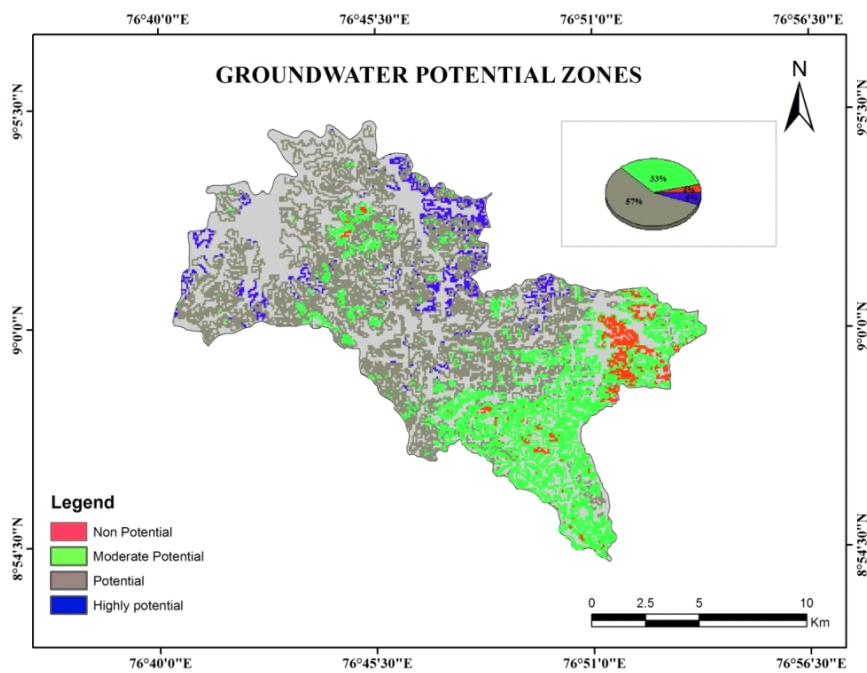 76°40'0"E 76°45'30"E 76°51'0"E 76°56'30"E
GROUNDWATER POTENTIAL ZONES
N
9°5'30"N 9°5'30"N
33%
57%
9°0'0"N 9°0'0"N
Legend
Non Potential
Moderate Potential
Potential
Highly potential
8°54'30"N 8°54'30"N
0 2.5 5 10
Km
76°40'0"E 76°45'30"E 76°51'0"E 76°56'30"E